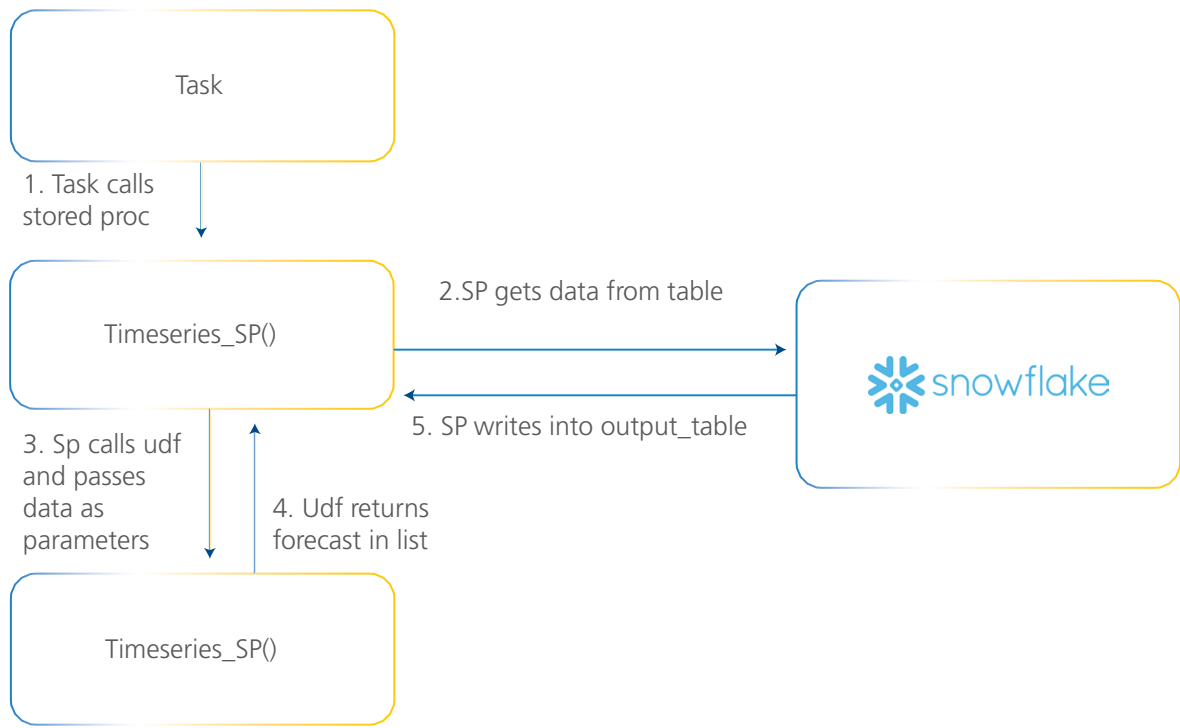 Task
1. Task calls
stored proc
Timeseries_SP()
2.SP gets data from table
snowflake
5. SP writes into output_table
3. Sp calls udf
and passes
data as
parameters
4. Udf returns
forecast in list
Timeseries_SP()